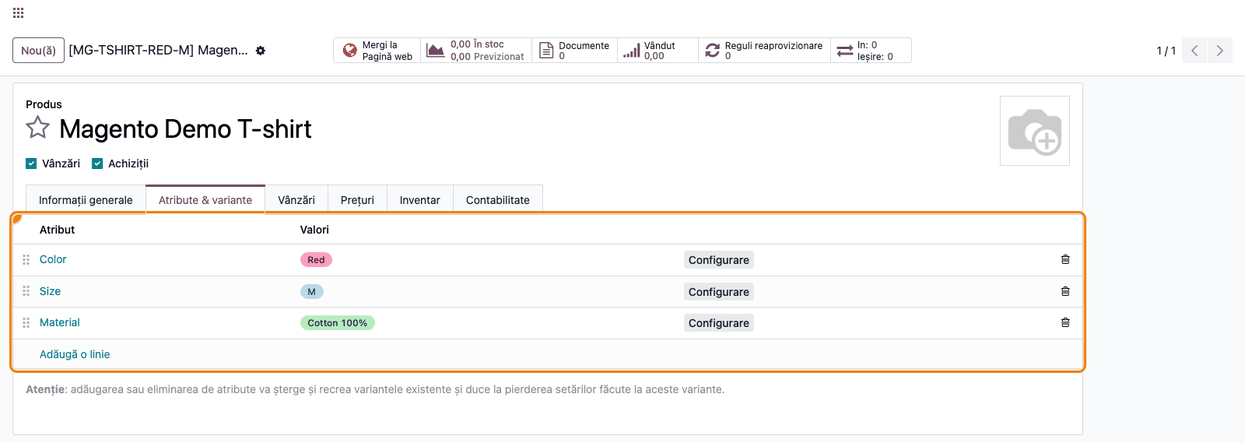 Nou(ă)
[MG-TSHIRT-RED-M] Magen...
Mergi la
Pagină web
0,00 În stoc
0,00 Previzionat
Documente
0
Vândut
0,00
Reguli reaprovizionare
0
In: 0
Ieșire: 0
1 / 1
Produs
Magento Demo T-shirt
Vânzări
Achiziții
Informații generale
Atribute & variante
Vânzări
Prețuri
Inventar
Contabilitate
Atribut Valori
Color Red Configurare
Size M Configurare
Material Cotton 100% Configurare
Adăugă o linie
Atenție: adăugarea sau eliminarea de atribute va șterge și recrea variantele existente și duce la pierderea setărilor făcute la aceste variante.